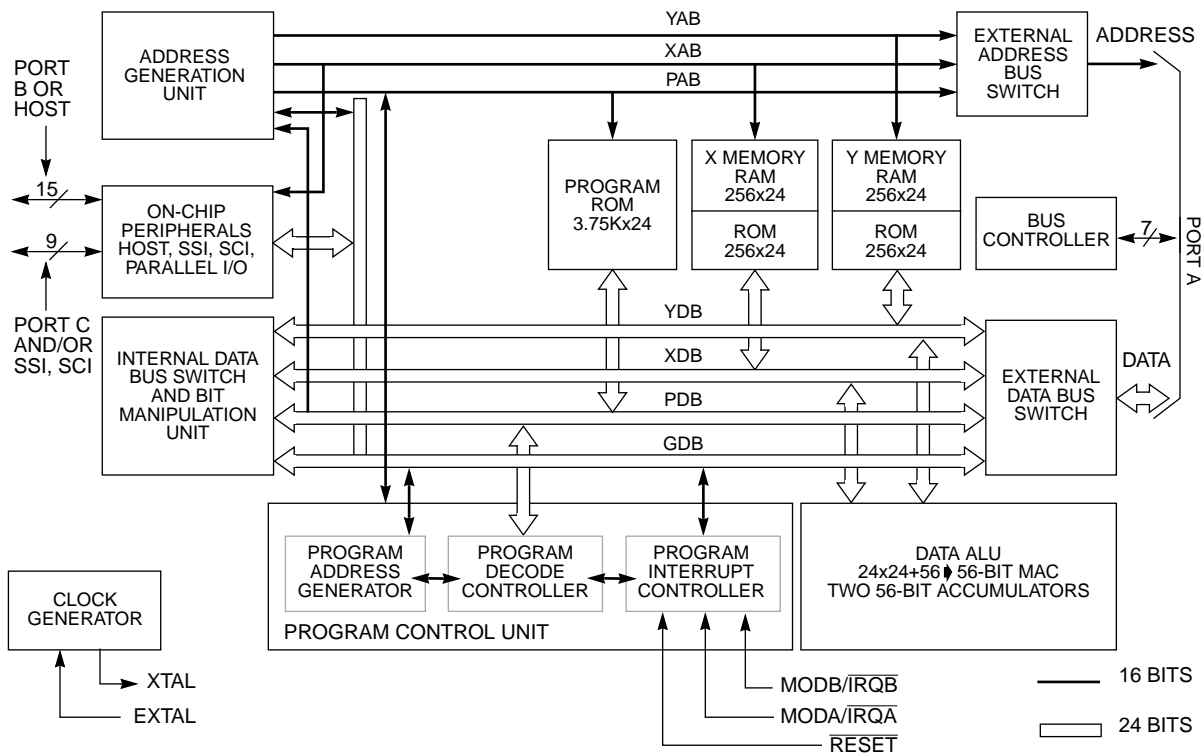 YAB
XAB
PAB
ADDRESS
GENERATION
UNIT
EXTERNAL
ADDRESS
BUS
SWITCH
ADDRESS
PORT
B OR
HOST
15
9
ON-CHIP
PERIPHERALS
HOST, SSI, SCI,
PARALLEL I/O
PORT C
AND/OR
SSI, SCI
PROGRAM
ROM
3.75Kx24
X MEMORY
RAM
256x24
ROM
256x24
Y MEMORY
RAM
256x24
ROM
256x24
BUS
CONTROLLER
7
PORT A
YDB
XDB
PDB
GDB
INTERNAL DATA
BUS SWITCH
AND BIT
MANIPULATION
UNIT
EXTERNAL
DATA BUS
SWITCH
DATA
PROGRAM
ADDRESS
GENERATOR
PROGRAM
DECODE
CONTROLLER
PROGRAM
INTERRUPT
CONTROLLER
PROGRAM CONTROL UNIT
DATA ALU
24x24+56 → 56-BIT MAC
TWO 56-BIT ACCUMULATORS
CLOCK
GENERATOR
XTAL
EXTAL
MODB/IRQB
MODA/IRQA
RESET
16 BITS
24 BITS